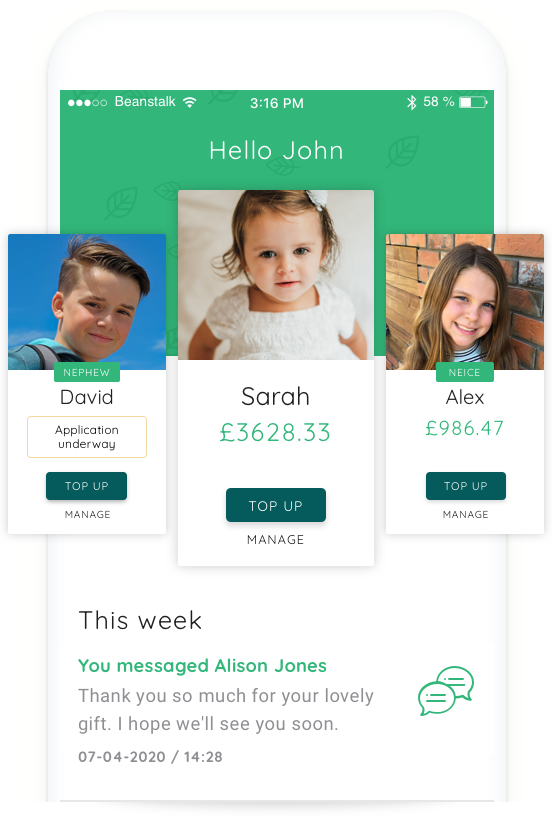 Beanstalk
3:16 PM
58 %
Hello John
NEPHEW
David
Application
underway
TOP UP
MANAGE
Sarah
£3628.33
TOP UP
MANAGE
NEICE
Alex
£986.47
TOP UP
MANAGE
This week
You messaged Alison Jones
Thank you so much for your lovely
gift. I hope we'll see you soon.
07-04-2020 / 14:28